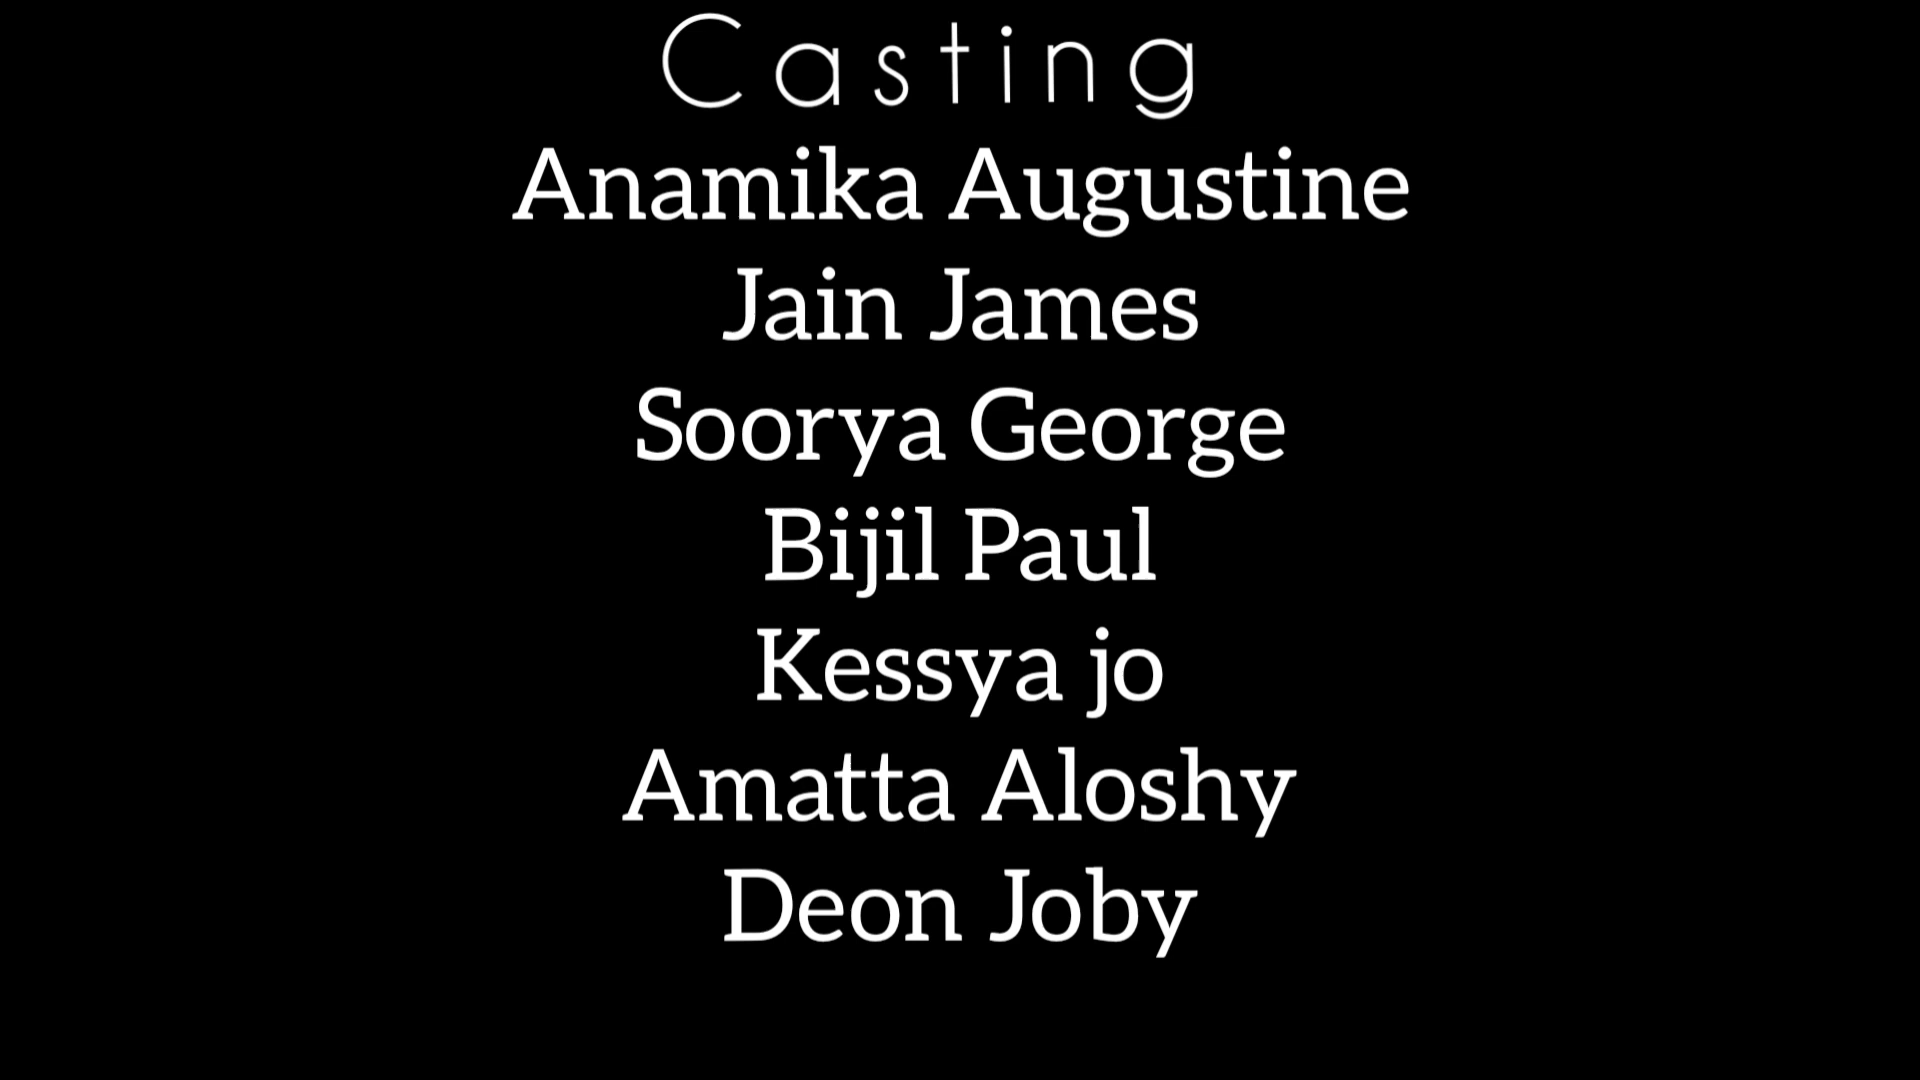 Casting
Anamika Augustine
Jain James
Soorya George
Bijil Paul
Kessya jo
Amatta Aloshy
Deon Joby